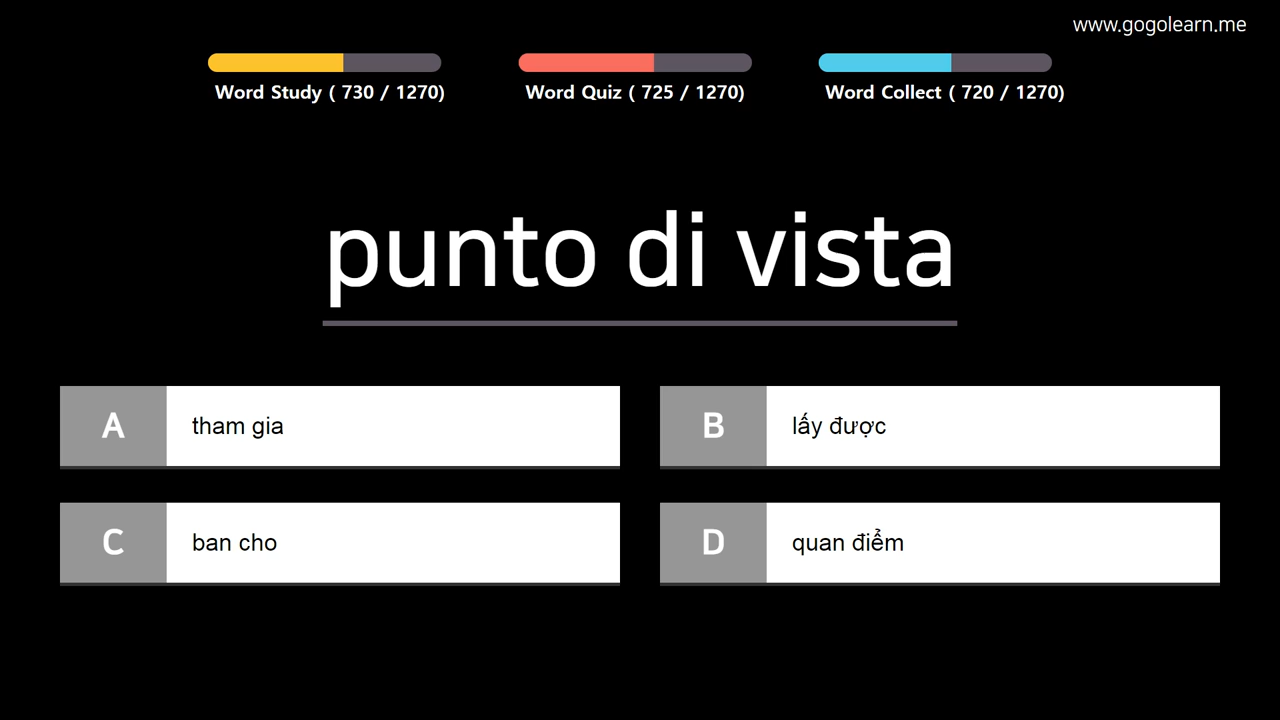 www.gogolearn.me
Word Study ( 730 / 1270)
Word Quiz ( 725 / 1270)
Word Collect ( 720 / 1270)
punto di vista
A tham gia
B lấy được
C ban cho
D quan điểm